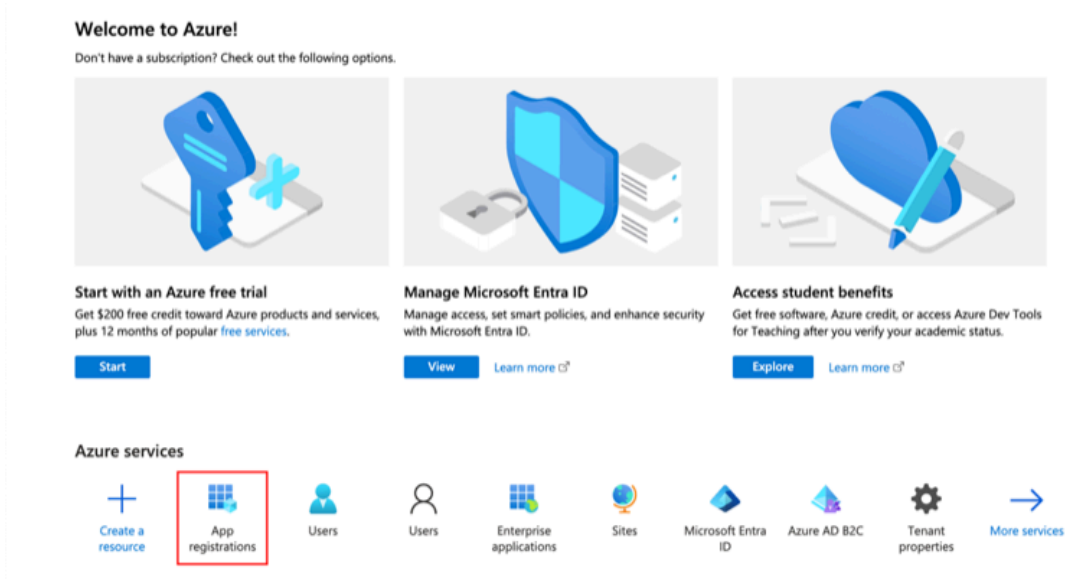 Welcome to Azure!
Don't have a subscription? Check out the following options.
Start with an Azure free trial
Get $200 free credit toward Azure products and services,
plus 12 months of popular free services.
Start
Manage Microsoft Entra ID
Manage access, set smart policies, and enhance security
with Microsoft Entra ID.
View
Learn more
Access student benefits
Get free software, Azure credit, or access Azure Dev Tools
for Teaching after you verify your academic status.
Explore
Learn more
Azure services
Create a
resource
App
registrations
Users
Users
Enterprise
applications
Sites
Microsoft Entra
ID
Azure AD B2C
Tenant
properties
More services